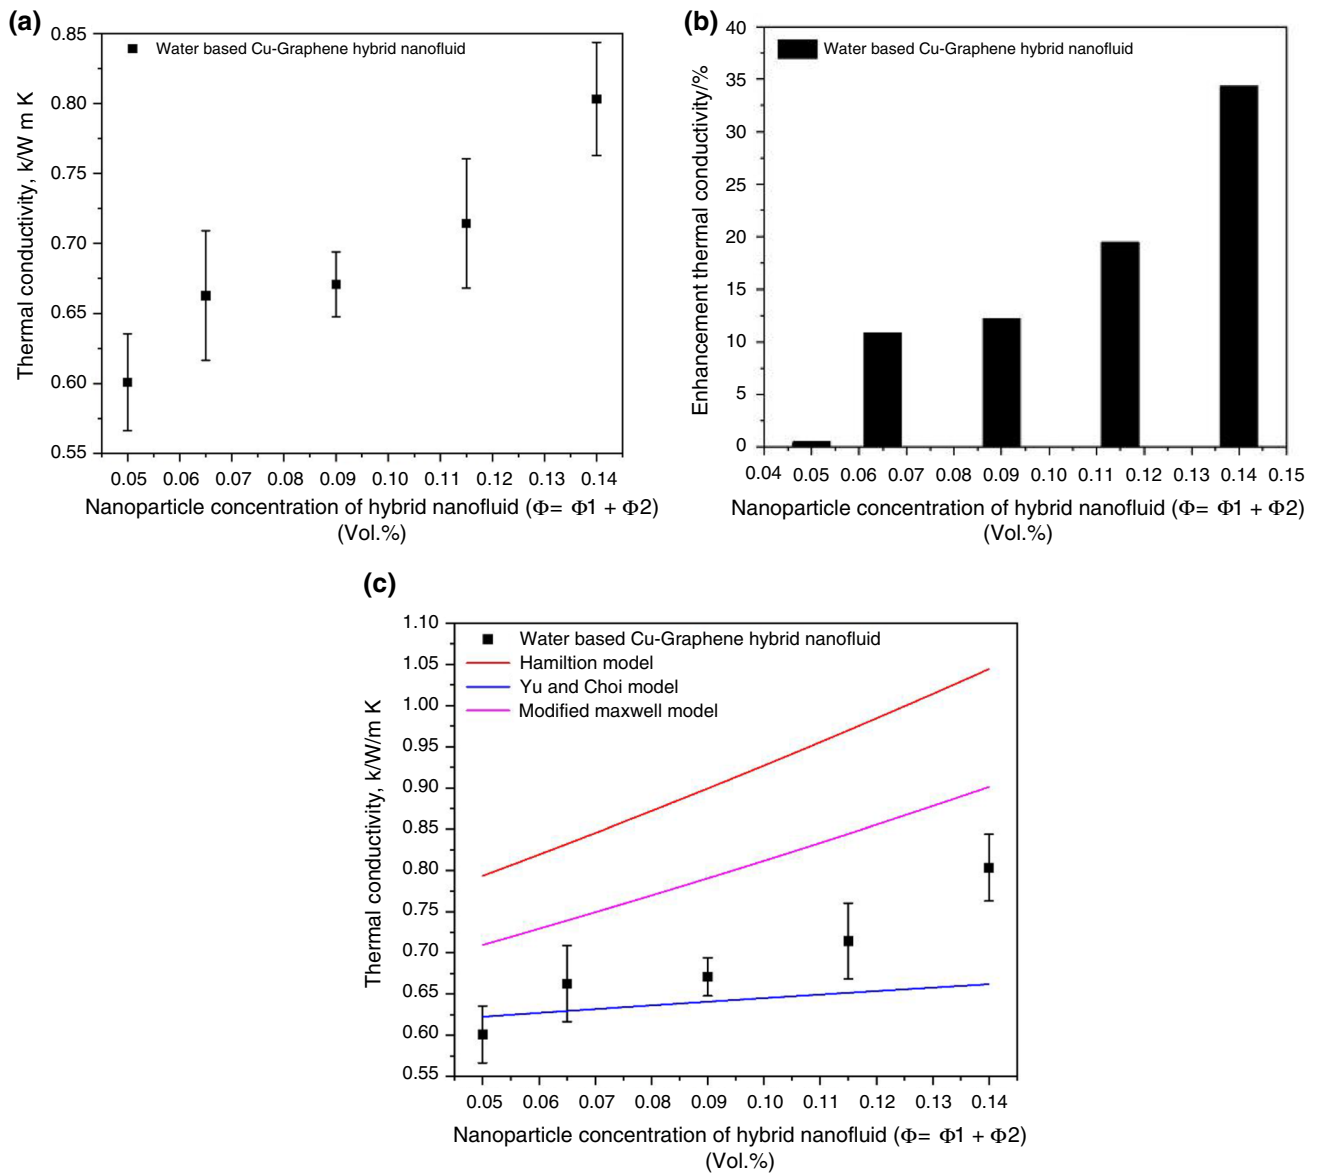 (a)
0.85
0.80
0.75
0.70
0.65
0.60
0.55
Thermal conductivity, k/W m K
Water based Cu-Graphene hybrid nanofluid
0.05 0.06 0.07 0.08 0.09 0.10 0.11 0.12 0.13 0.14
Nanoparticle concentration of hybrid nanofluid (Φ= Φ1 + Φ2)
(Vol.%)
(b)
40
35
30
25
20
15
10
5
0
Enhancement thermal conductivity/%
Water based Cu-Graphene hybrid nanofluid
0.04 0.05 0.06 0.07 0.08 0.09 0.10 0.11 0.12 0.13 0.14 0.15
Nanoparticle concentration of hybrid nanofluid (Φ= Φ1 + Φ2)
(Vol.%)
(c)
1.10
1.05
1.00
0.95
0.90
0.85
0.80
0.75
0.70
0.65
0.60
0.55
Thermal conductivity, k/W/m K
Water based Cu-Graphene hybrid nanofluid
Hamiltion model
Yu and Choi model
Modified maxwell model
0.05 0.06 0.07 0.08 0.09 0.10 0.11 0.12 0.13 0.14
Nanoparticle concentration of hybrid nanofluid (Φ= Φ1 + Φ2)
(Vol.%)